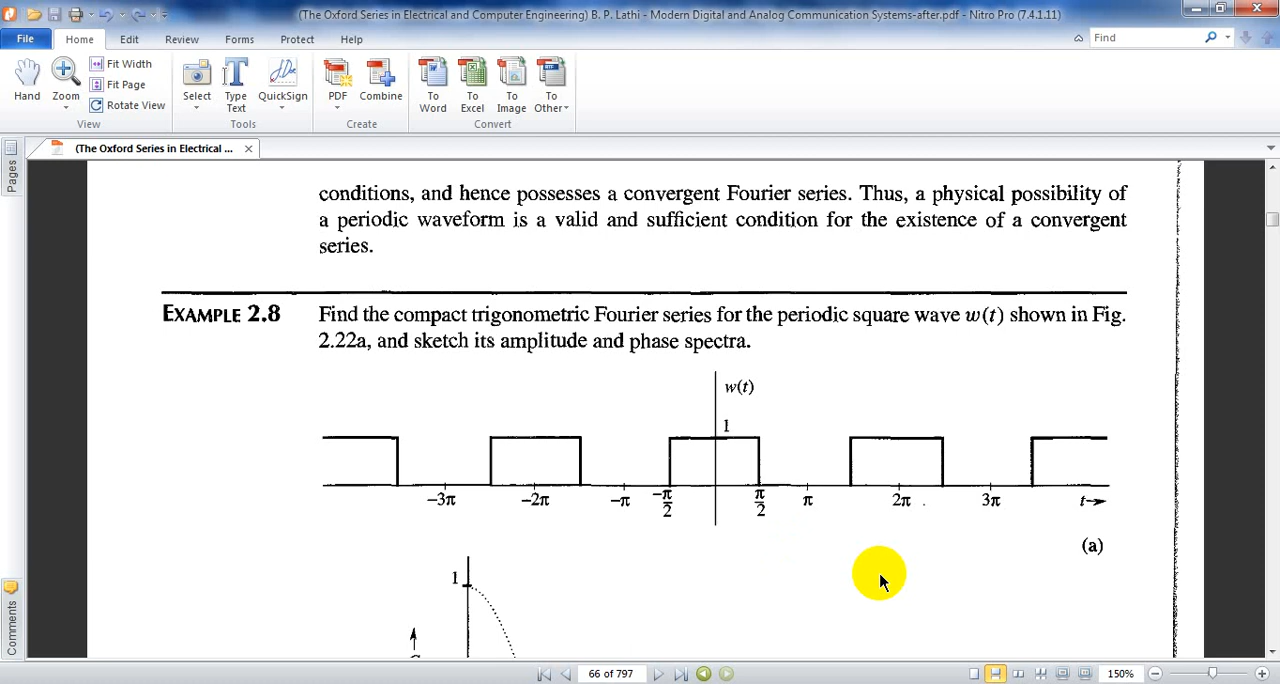 (The Oxford Series in Electrical and Computer Engineering) B. P. Lathi - Modern Digital and Analog Communication Systems-after.pdf - Nitro Pro (7.4.1.11)
File Home Edit Review Forms Protect Help Find
Hand Zoom Fit Width Fit Page Rotate View Select Type Text QuickSign PDF Combine To Word To Excel To Image To Other
View Tools Create Convert
(The Oxford Series in Electrical ...
Pages
conditions, and hence possesses a convergent Fourier series. Thus, a physical possibility of
a periodic waveform is a valid and sufficient condition for the existence of a convergent
series.
EXAMPLE 2.8 Find the compact trigonometric Fourier series for the periodic square wave w(t) shown in Fig.
2.22a, and sketch its amplitude and phase spectra.
w(t)
1
−3π −2π −π −π/2 π/2 π 2π 3π t→
(a)
1
Comments
66 of 797 150%